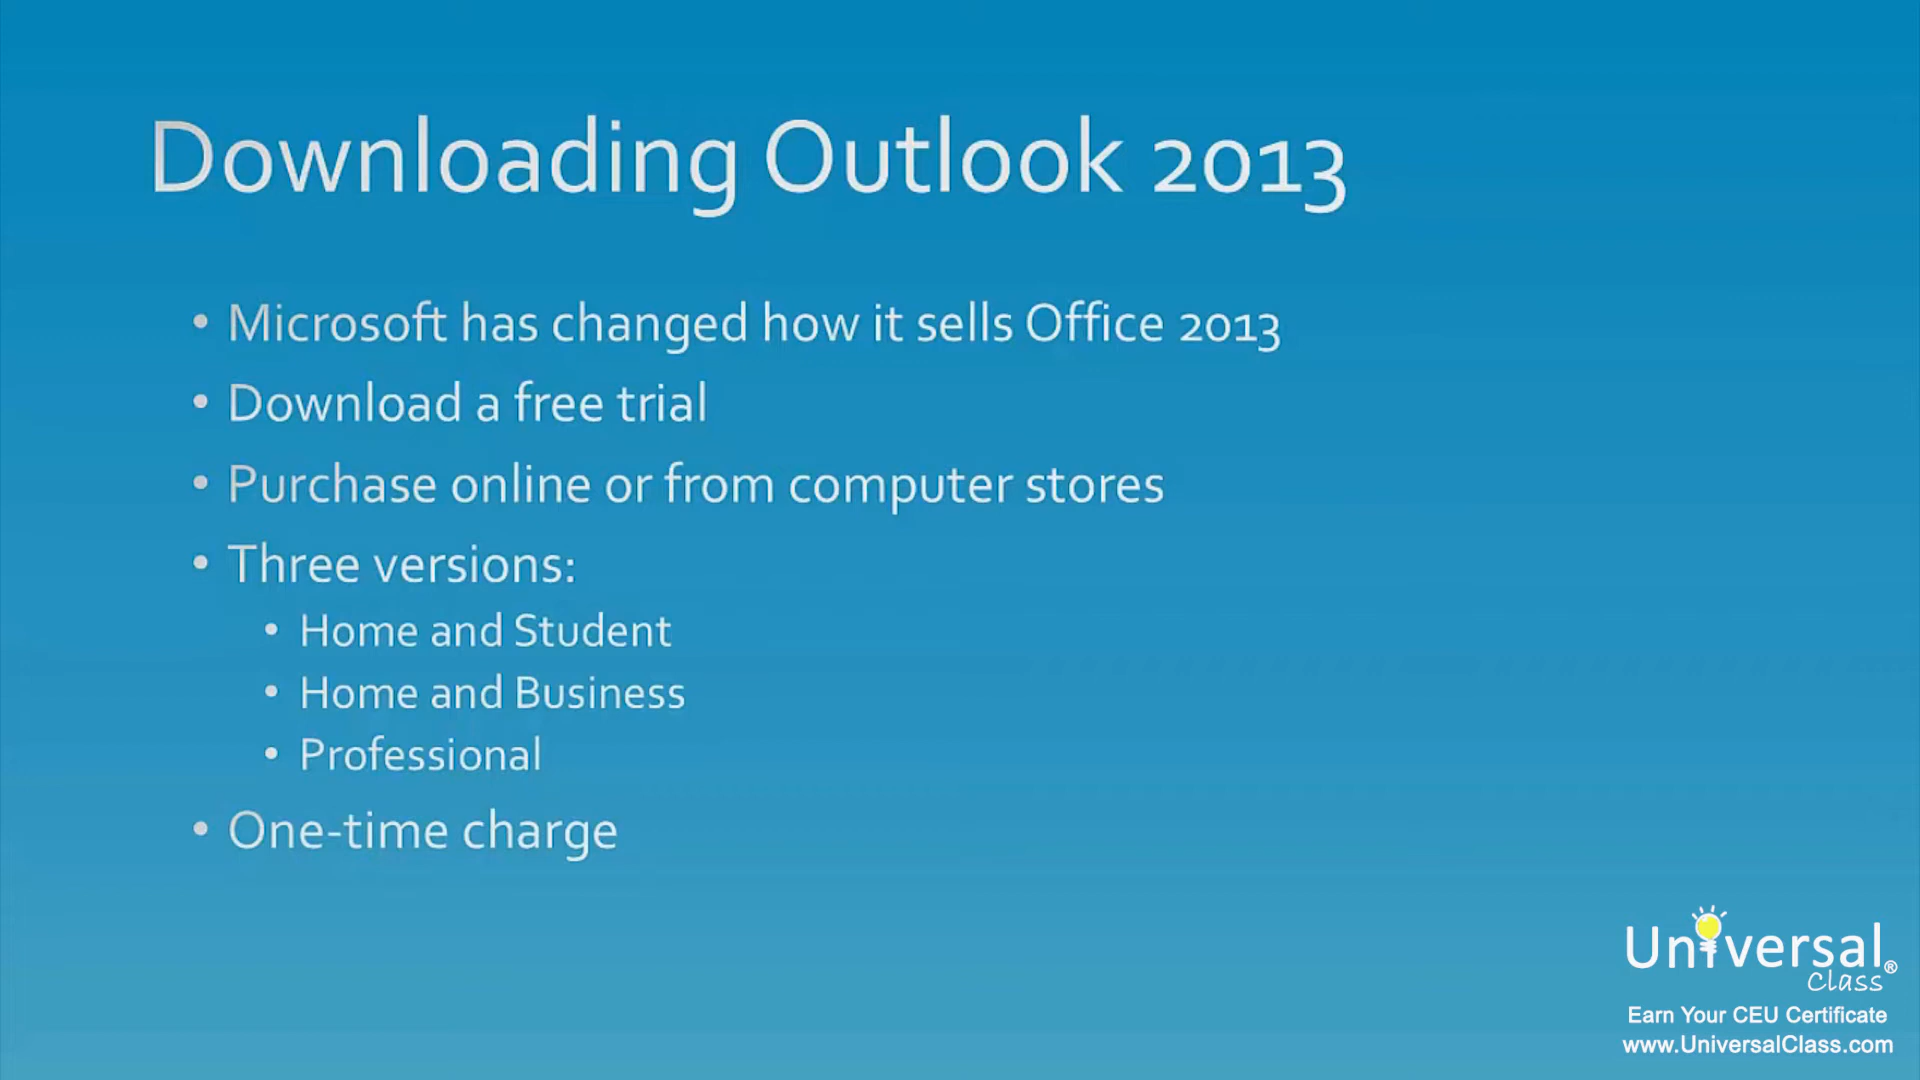 Downloading Outlook 2013
• Microsoft has changed how it sells Office 2013
• Download a free trial
• Purchase online or from computer stores
• Three versions:
• Home and Student
• Home and Business
• Professional
• One-time charge
Universal®
Class
Earn Your CEU Certificate
www.UniversalClass.com